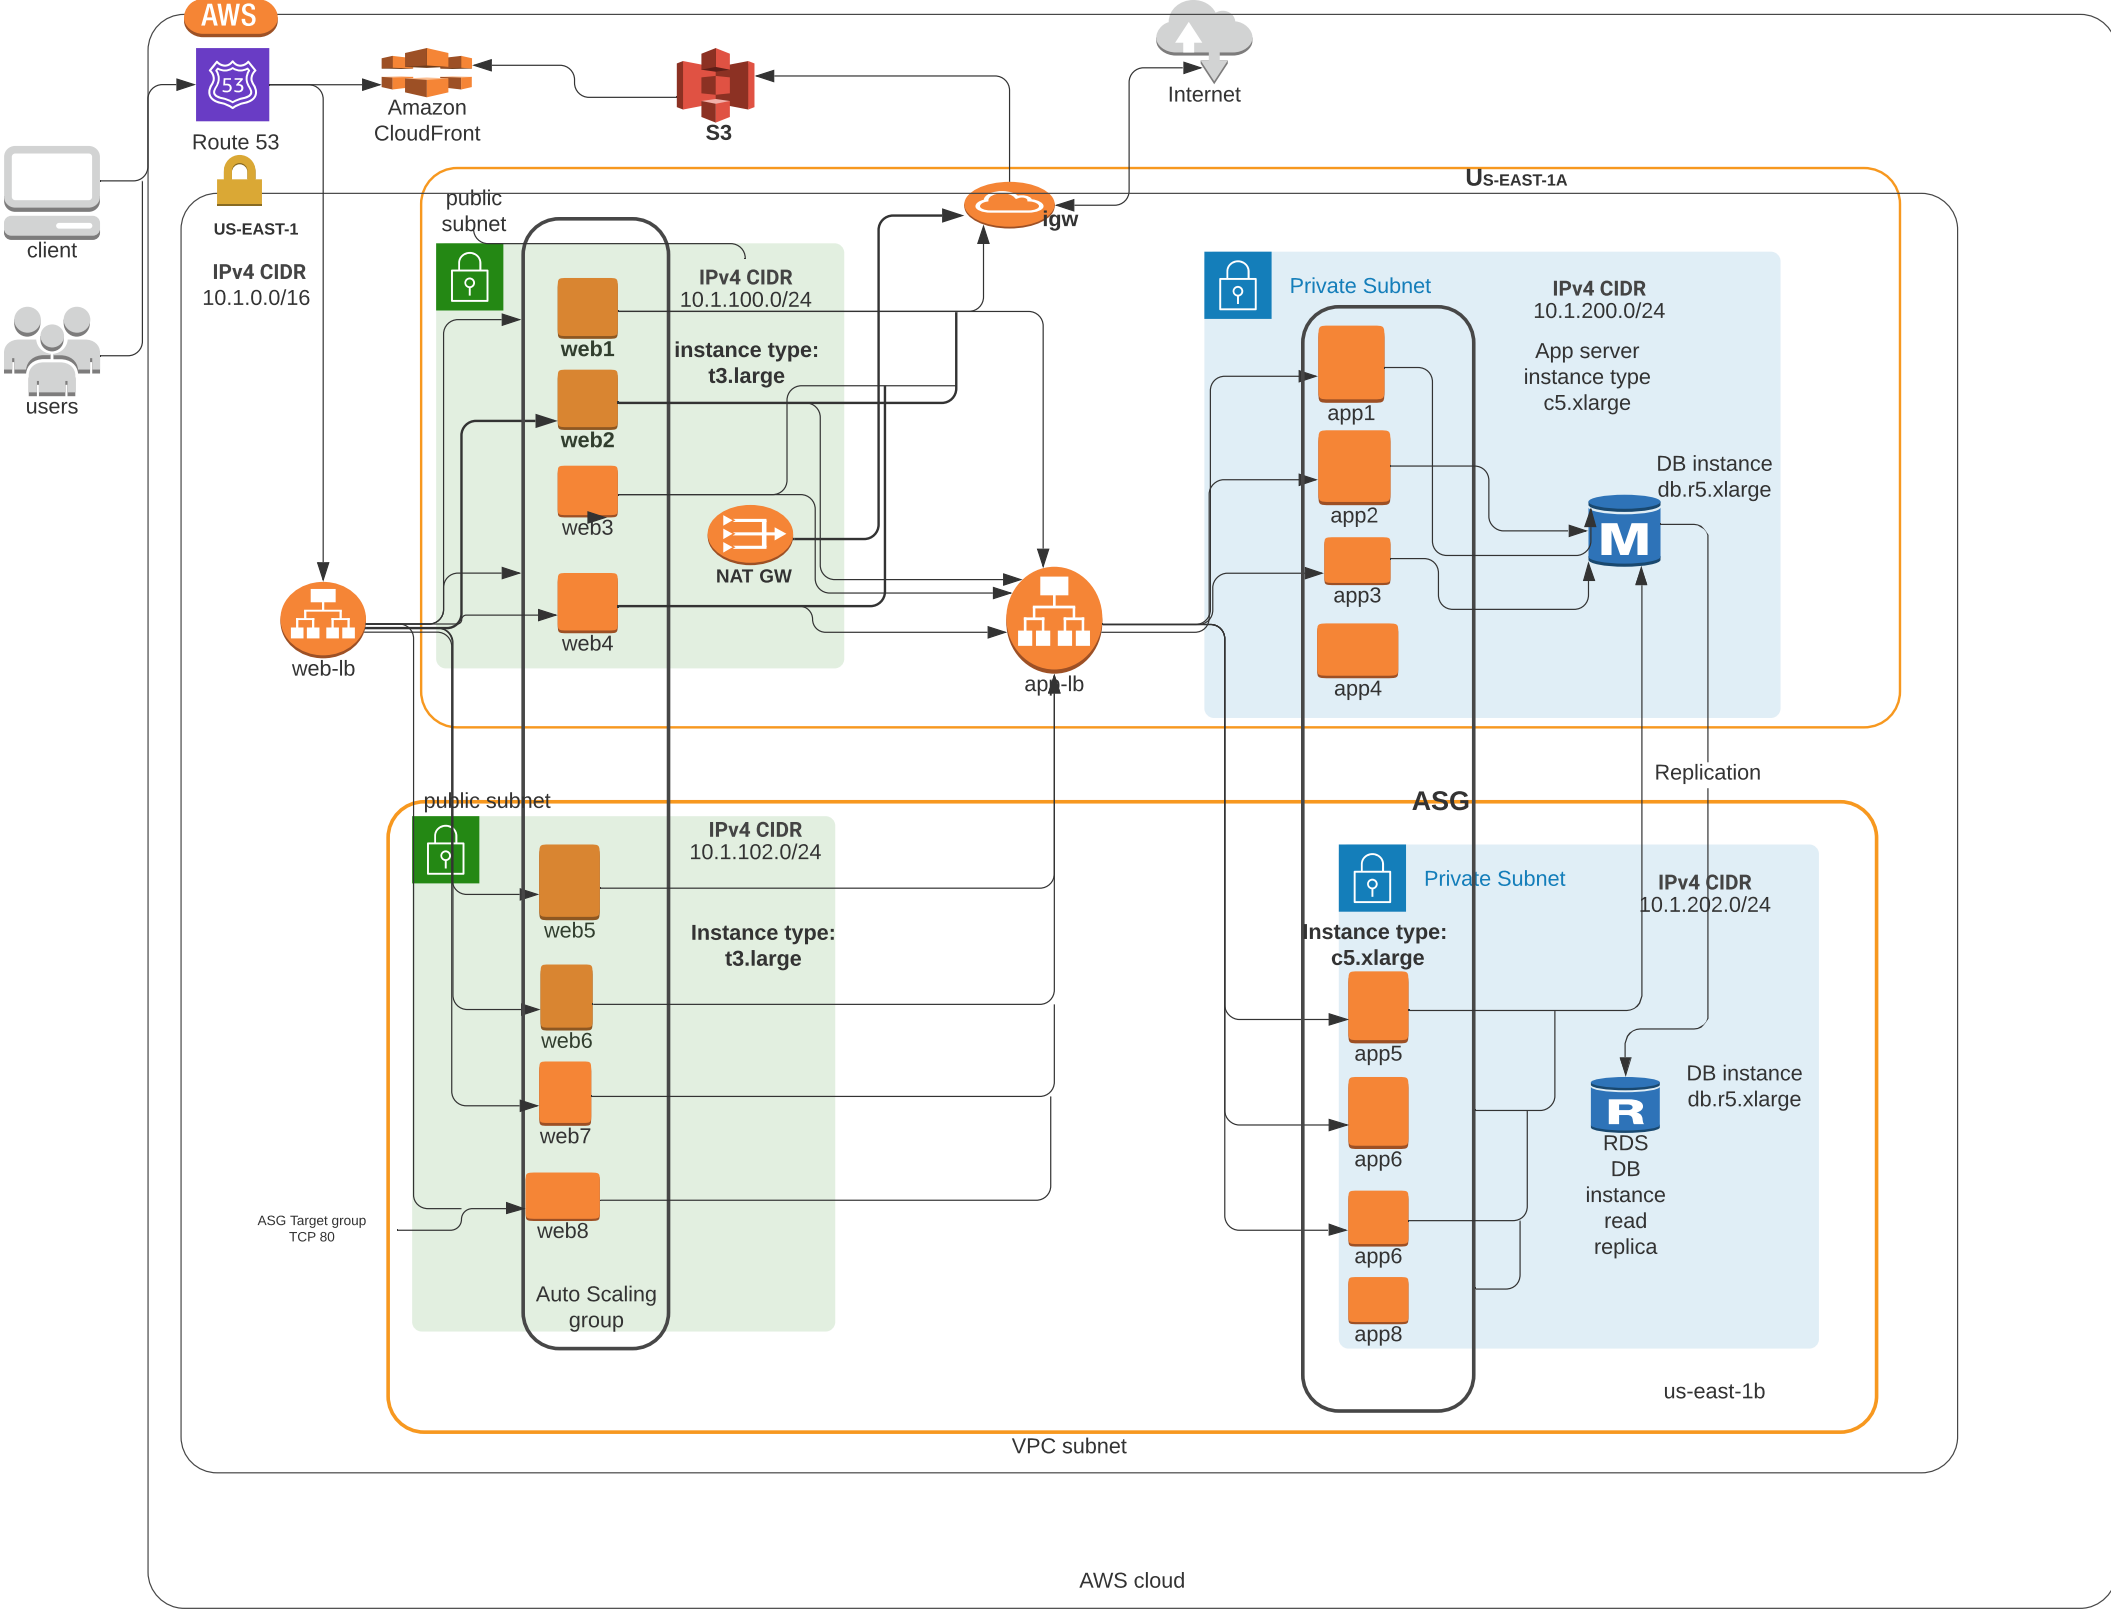 AWS
53
Route 53
Amazon
CloudFront
S3
Internet
client
users
US-EAST-1
IPv4 CIDR
10.1.0.0/16
public
subnet
igw
US-EAST-1A
IPv4 CIDR
10.1.100.0/24
instance type:
t3.large
web1
web2
web3
web4
NAT GW
web-lb
app-lb
Private Subnet
IPv4 CIDR
10.1.200.0/24
App server
instance type
c5.xlarge
app1
app2
app3
app4
DB instance
db.r5.xlarge
M
Replication
ASG
public subnet
IPv4 CIDR
10.1.102.0/24
Instance type:
t3.large
web5
web6
web7
web8
ASG Target group
TCP 80
Auto Scaling
group
Private Subnet
IPv4 CIDR
10.1.202.0/24
Instance type:
c5.xlarge
app5
app6
app6
app8
DB instance
db.r5.xlarge
R
RDS
DB
instance
read
replica
us-east-1b
VPC subnet
AWS cloud